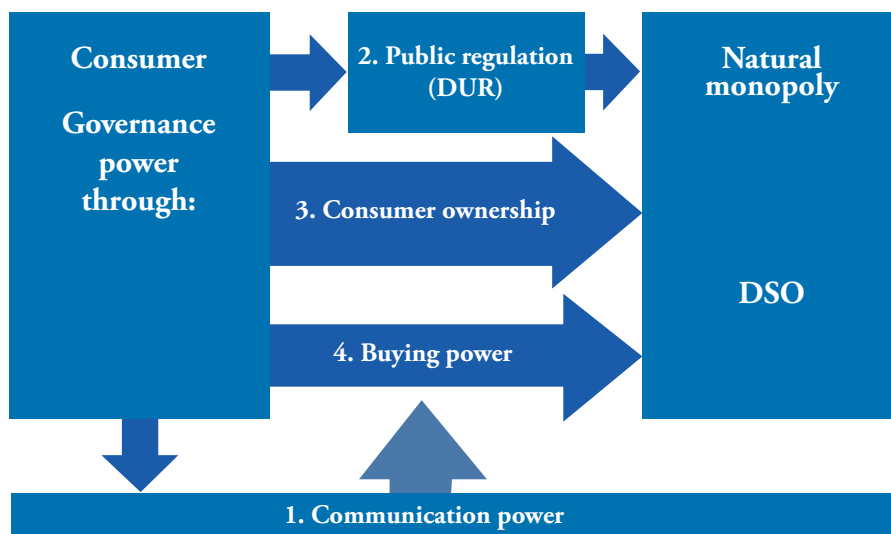 Consumer
Governance
power
through:
2. Public regulation
(DUR)
3. Consumer ownership
4. Buying power
Natural
monopoly
DSO
1. Communication power